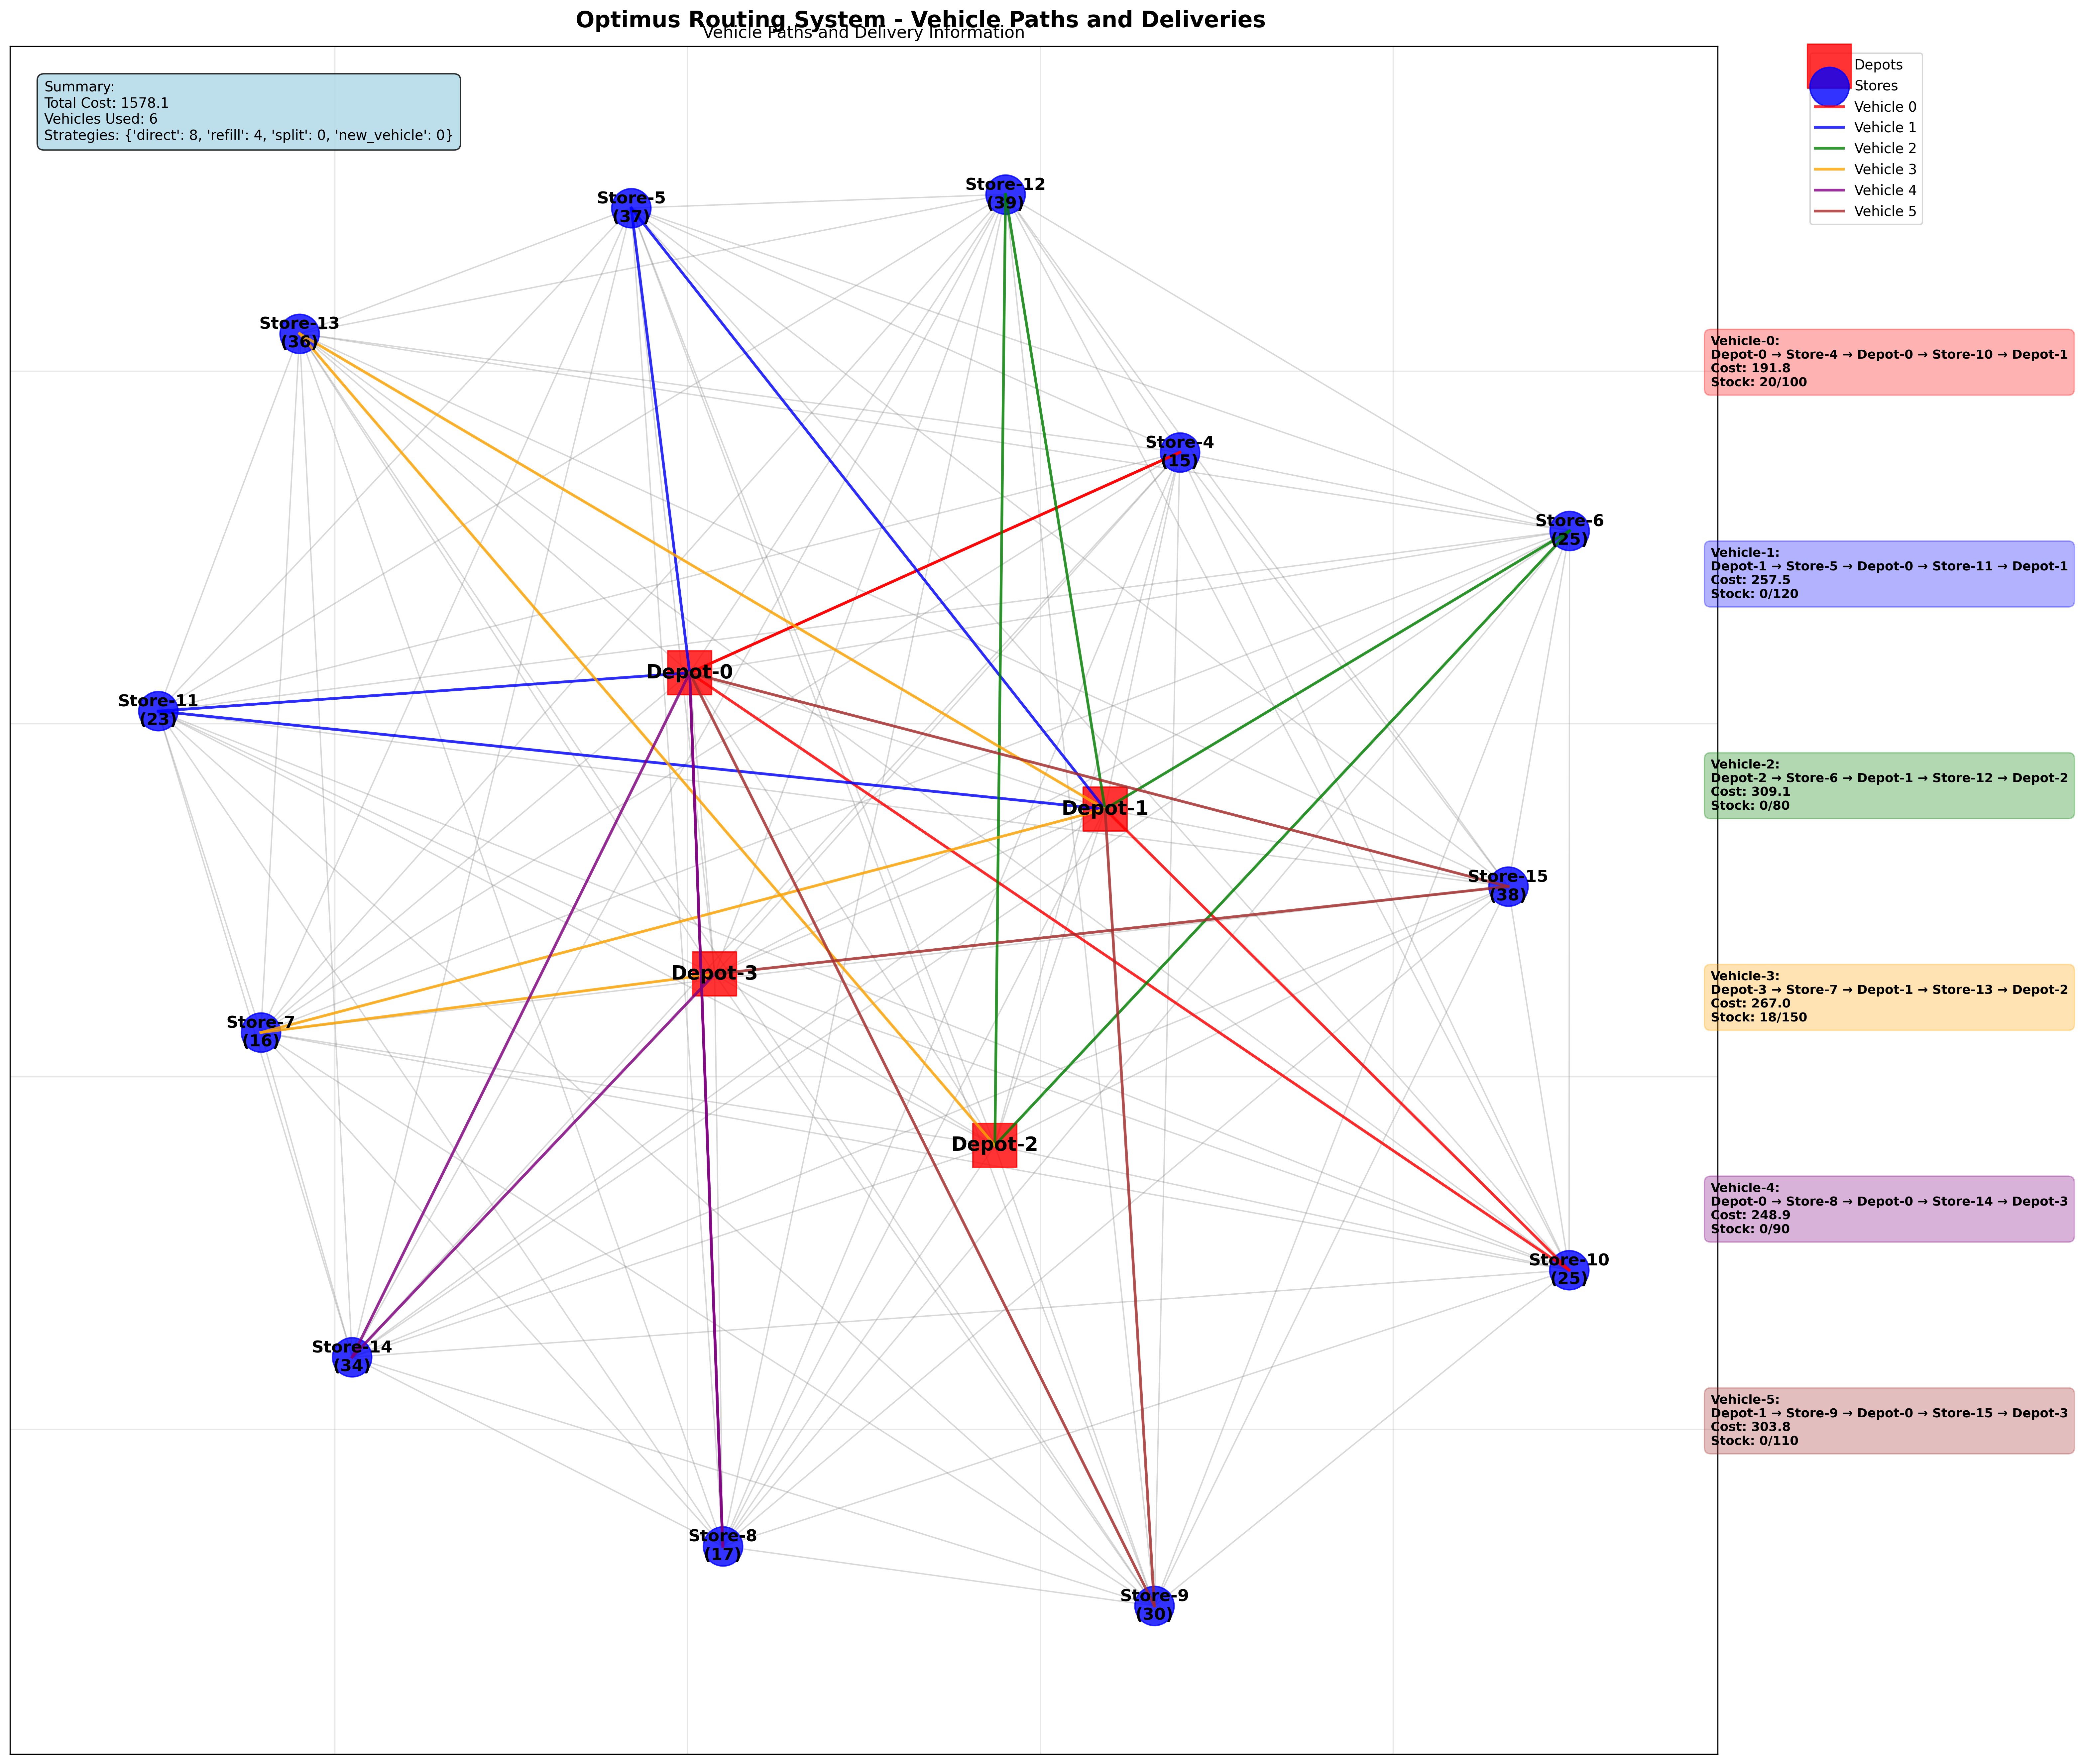 Optimus Routing System - Vehicle Paths and Deliveries
Vehicle Paths and Delivery Information
Summary:
Total Cost: 1578.1
Vehicles Used: 6
Strategies: {'direct': 8, 'refill': 4, 'split': 0, 'new_vehicle': 0}
Depots
Stores
Vehicle 0
Vehicle 1
Vehicle 2
Vehicle 3
Vehicle 4
Vehicle 5
Store-12
(39)
Store-5
(37)
Store-13
(36)
Store-4
(15)
Store-6
(25)
Depot-0
Store-11
(23)
Depot-1
Store-15
(38)
Depot-3
Store-7
(16)
Depot-2
Store-10
(25)
Store-14
(34)
Store-8
(17)
Store-9
(30)
Vehicle-0:
Depot-0 → Store-4 → Depot-0 → Store-10 → Depot-1
Cost: 191.8
Stock: 20/100
Vehicle-1:
Depot-1 → Store-5 → Depot-0 → Store-11 → Depot-1
Cost: 257.5
Stock: 0/120
Vehicle-2:
Depot-2 → Store-6 → Depot-1 → Store-12 → Depot-2
Cost: 309.1
Stock: 0/80
Vehicle-3:
Depot-3 → Store-7 → Depot-1 → Store-13 → Depot-2
Cost: 267.0
Stock: 18/150
Vehicle-4:
Depot-0 → Store-8 → Depot-0 → Store-14 → Depot-3
Cost: 248.9
Stock: 0/90
Vehicle-5:
Depot-1 → Store-9 → Depot-0 → Store-15 → Depot-3
Cost: 303.8
Stock: 0/110